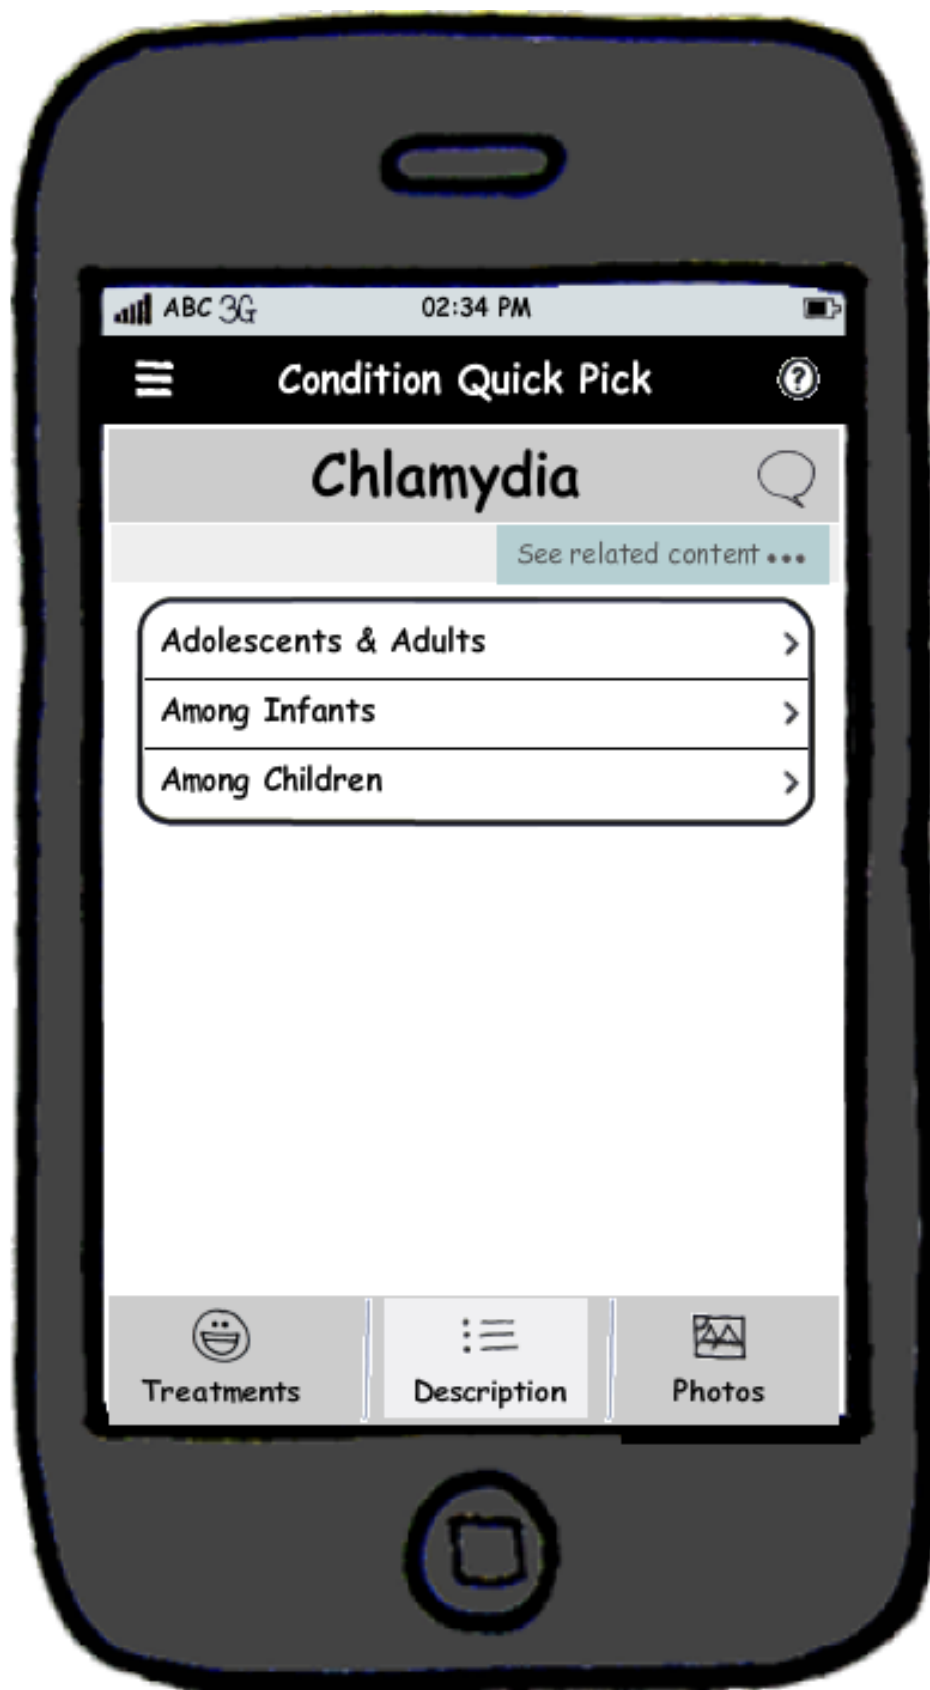 ABC 3G 02:34 PM
Condition Quick Pick ?
Chlamydia
See related content •••
Adolescents & Adults >
Among Infants >
Among Children >
Treatments Description Photos